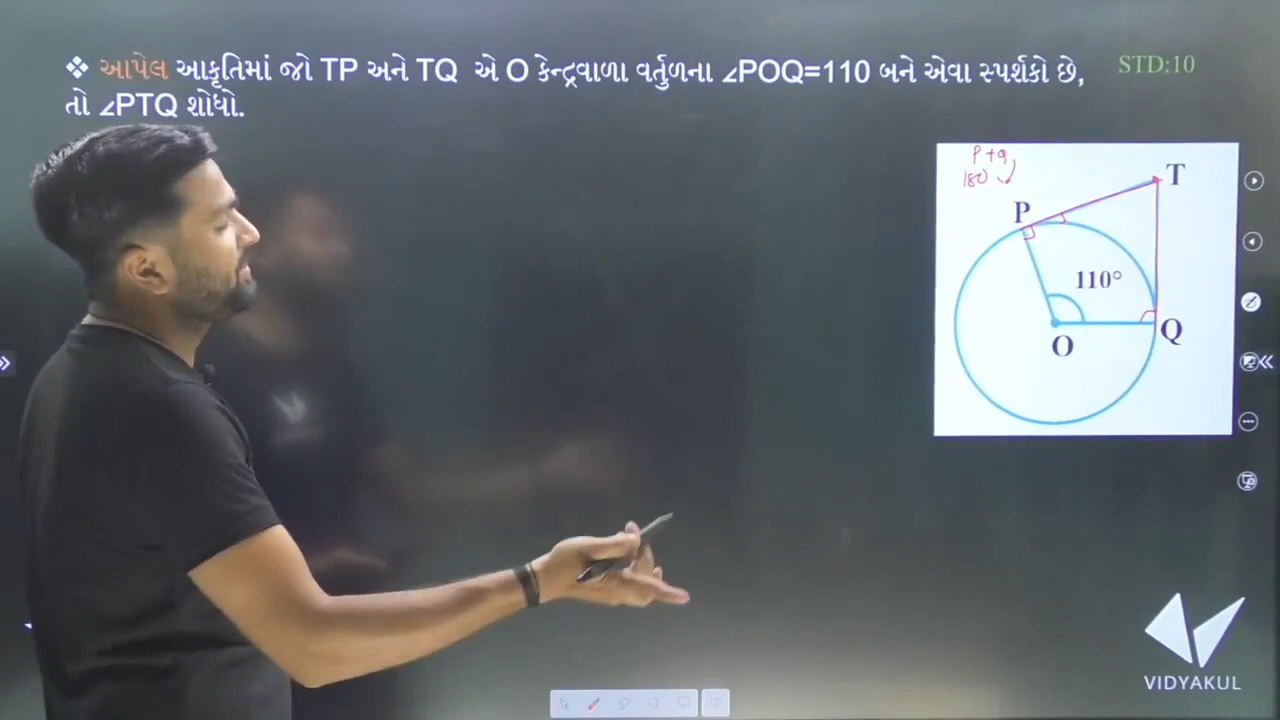 ❖ આપેલ આકૃતિમાં જો TP અને TQ એ O કેન્દ્રવાળા વર્તુળના ∠POQ=110 બને એવા સ્પર્શકો છે,
તો ∠PTQ શોધો.
STD:10
P+q
180
T
P
110°
O
Q
VIDYAKUL